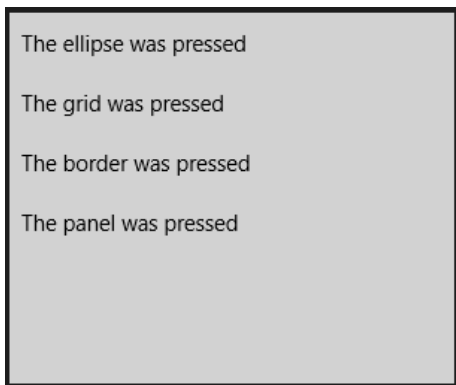 The ellipse was pressed
The grid was pressed
The border was pressed
The panel was pressed